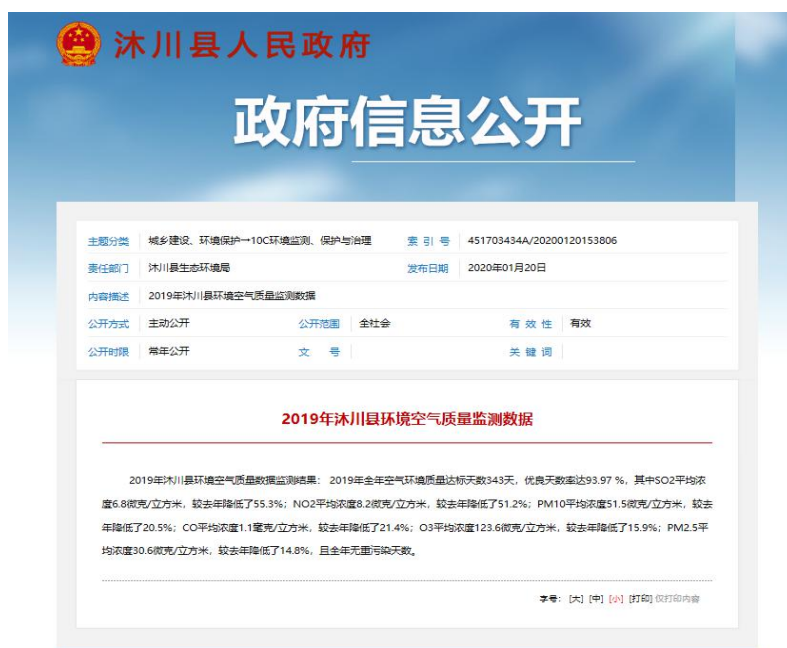 沐川县人民政府
政府信息公开
主题分类 城乡建设、环境保护→10C环境监测、保护与治理 索引号 451703434A/20200120153806
责任部门 沐川县生态环境局 发布日期 2020年01月20日
内容描述 2019年沐川县环境空气质量监测数据
公开方式 主动公开 公开范围 全社会 有效性 有效
公开时限 常年公开 文号 关键词
2019年沐川县环境空气质量监测数据
2019年沐川县环境空气质量数据监测结果： 2019年全年空气环境质量达标天数343天，优良天数率达93.97 %，其中SO2平均浓
度6.8微克/立方米，较去年降低了55.3%；NO2平均浓度8.2微克/立方米，较去年降低了51.2%；PM10平均浓度51.5微克/立方米，较去
年降低了20.5%；CO平均浓度1.1毫克/立方米，较去年降低了21.4%；O3平均浓度123.6微克/立方米，较去年降低了15.9%；PM2.5平
均浓度30.6微克/立方米，较去年降低了14.8%，且全年无重污染天数。
字号： [大] [中] [小] [打印] 仅打印内容